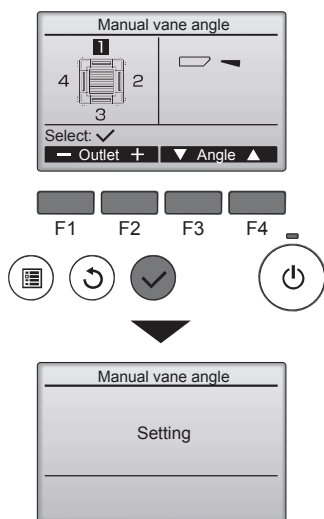 Manual vane angle
1
4 2
3
Select:
— Outlet + ▼ Angle ▲
F1 F2 F3 F4
Manual vane angle
Setting